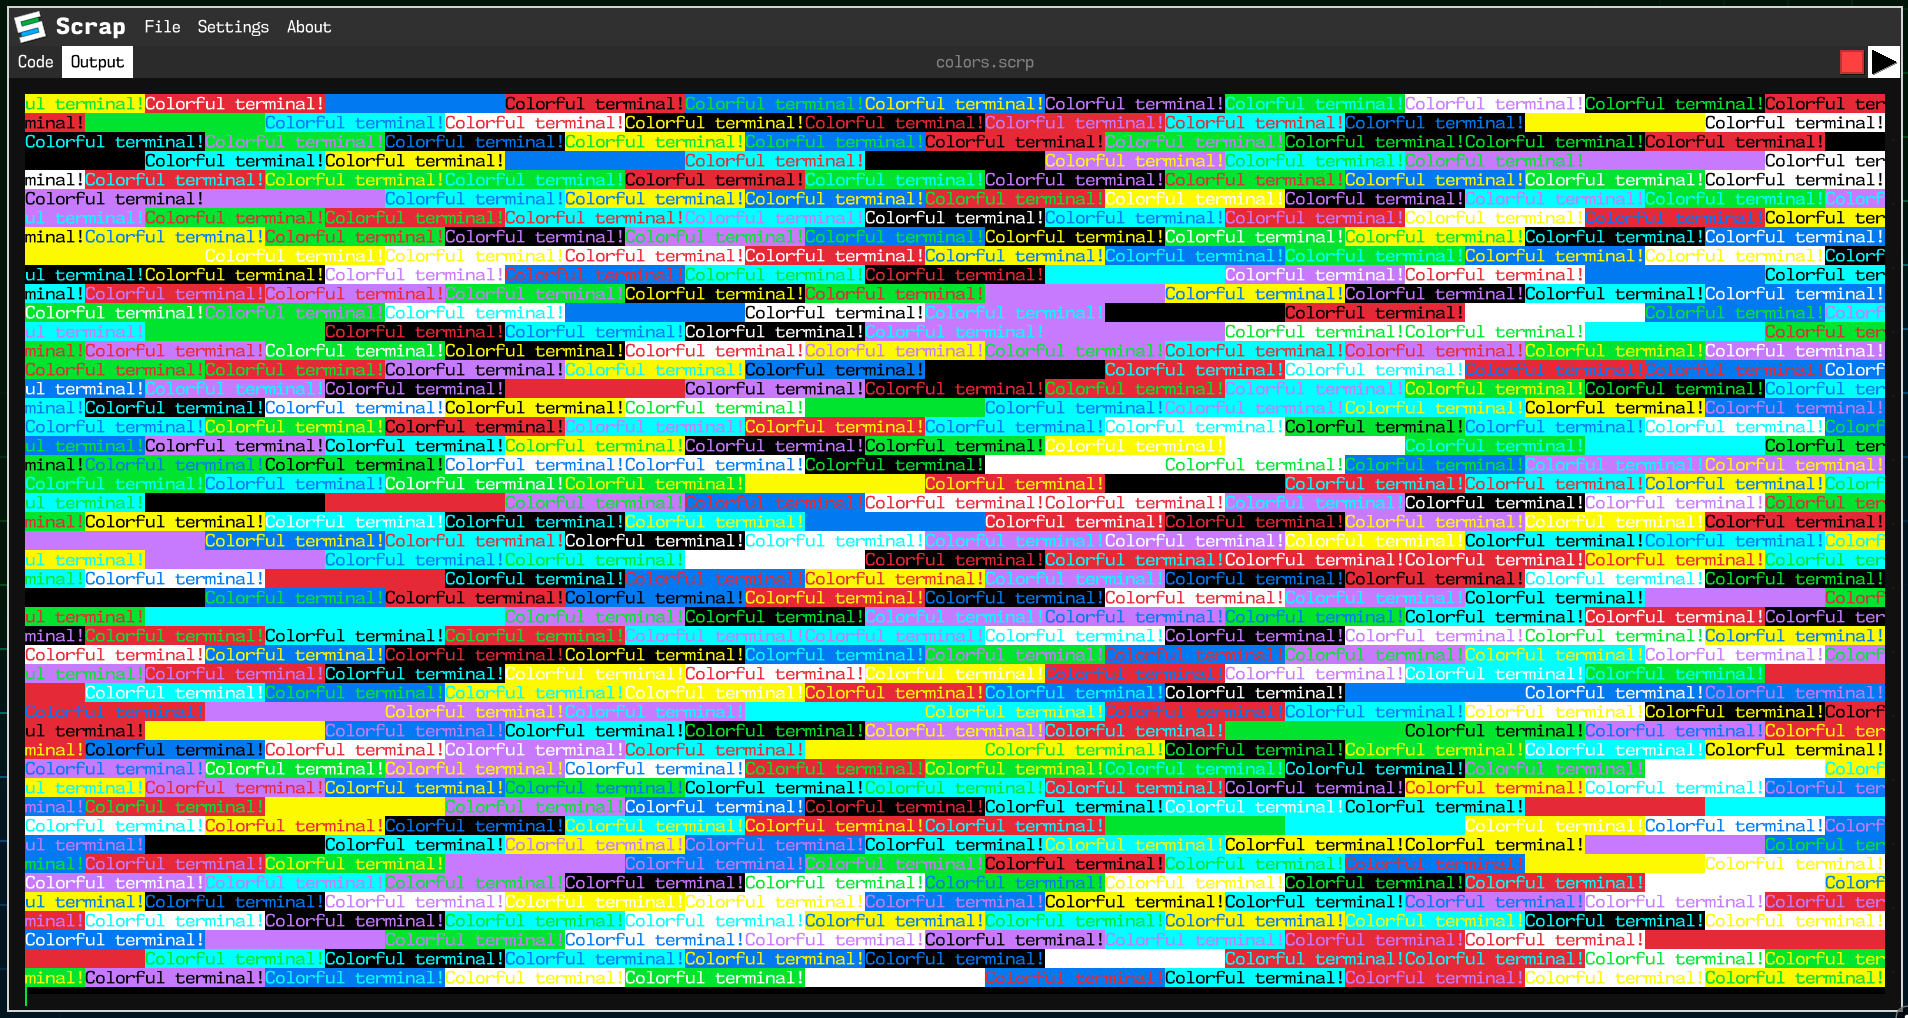 Scrap File Settings About
Code Output colors.scrp
ul terminal!Colorful terminal! Colorful terminal!Colorful terminal!Colorful terminal!Colorful terminal!Colorful terminal!Colorful terminal!Colorful terminal!Colorful ter
minal! Colorful terminal!Colorful terminal!Colorful terminal!Colorful terminal!Colorful terminal!Colorful terminal!Colorful terminal! Colorful terminal!
Colorful terminal!Colorful terminal!Colorful terminal!Colorful terminal!Colorful terminal!Colorful terminal!Colorful terminal!Colorful terminal!Colorful terminal!Colorful terminal!
Colorful terminal!Colorful terminal! Colorful terminal! Colorful terminal!Colorful terminal!Colorful terminal! Colorful ter
minal!Colorful terminal!Colorful terminal!Colorful terminal!Colorful terminal!Colorful terminal!Colorful terminal!Colorful terminal!Colorful terminal!Colorful terminal!Colorful terminal!
Colorful terminal! Colorful terminal!Colorful terminal!Colorful terminal!Colorful terminal!Colorful terminal!Colorful terminal!Colorful terminal!Colorful terminal!Colorf
ul terminal!Colorful terminal!Colorful terminal!Colorful terminal!Colorful terminal!Colorful terminal!Colorful terminal!Colorful terminal!Colorful terminal!Colorful terminal!Colorful ter
minal!Colorful terminal!Colorful terminal!Colorful terminal!Colorful terminal!Colorful terminal!Colorful terminal!Colorful terminal!Colorful terminal!Colorful terminal!Colorful terminal!
Colorful terminal!Colorful terminal!Colorful terminal!Colorful terminal!Colorful terminal!Colorful terminal!Colorful terminal!Colorful terminal!Colorful terminal!Colorf
ul terminal!Colorful terminal!Colorful terminal!Colorful terminal!Colorful terminal!Colorful terminal! Colorful terminal!Colorful terminal! Colorful ter
minal!Colorful terminal!Colorful terminal!Colorful terminal!Colorful terminal!Colorful terminal! Colorful terminal!Colorful terminal!Colorful terminal!Colorful terminal!
Colorful terminal!Colorful terminal!Colorful terminal! Colorful terminal!Colorful terminal! Colorful terminal! Colorful terminal!Colorf
ul terminal! Colorful terminal!Colorful terminal!Colorful terminal!Colorful terminal! Colorful terminal!Colorful terminal! Colorful ter
minal!Colorful terminal!Colorful terminal!Colorful terminal!Colorful terminal!Colorful terminal!Colorful terminal!Colorful terminal!Colorful terminal!Colorful terminal!Colorful terminal!
Colorful terminal!Colorful terminal!Colorful terminal!Colorful terminal!Colorful terminal! Colorful terminal!Colorful terminal!Colorful terminal!Colorful terminal!Colorf
ul terminal!Colorful terminal!Colorful terminal! Colorful terminal!Colorful terminal!Colorful terminal!Colorful terminal!Colorful terminal!Colorful terminal!Colorful ter
minal!Colorful terminal!Colorful terminal!Colorful terminal!Colorful terminal! Colorful terminal!Colorful terminal!Colorful terminal!Colorful terminal!Colorful terminal!
Colorful terminal!Colorful terminal!Colorful terminal!Colorful terminal!Colorful terminal!Colorful terminal!Colorful terminal!Colorful terminal!Colorful terminal!Colorful terminal!Colorf
ul terminal!Colorful terminal!Colorful terminal!Colorful terminal!Colorful terminal!Colorful terminal!Colorful terminal! Colorful terminal! Colorful ter
minal!Colorful terminal!Colorful terminal!Colorful terminal!Colorful terminal!Colorful terminal! Colorful terminal!Colorful terminal!Colorful terminal!Colorful terminal!
Colorful terminal!Colorful terminal!Colorful terminal!Colorful terminal! Colorful terminal! Colorful terminal!Colorful terminal!Colorful terminal!Colorf
ul terminal! Colorful terminal!Colorful terminal!Colorful terminal!Colorful terminal!Colorful terminal!Colorful terminal!Colorful terminal!Colorful ter
minal!Colorful terminal!Colorful terminal!Colorful terminal!Colorful terminal! Colorful terminal!Colorful terminal!Colorful terminal!Colorful terminal!Colorful terminal!
Colorful terminal!Colorful terminal!Colorful terminal!Colorful terminal!Colorful terminal!Colorful terminal!Colorful terminal!Colorful terminal!Colorful terminal!Colorf
ul terminal! Colorful terminal!Colorful terminal! Colorful terminal!Colorful terminal!Colorful terminal!Colorful terminal!Colorful terminal!Colorful ter
minal!Colorful terminal! Colorful terminal!Colorful terminal!Colorful terminal!Colorful terminal!Colorful terminal!Colorful terminal!Colorful terminal!Colorful terminal!
Colorful terminal!Colorful terminal!Colorful terminal!Colorful terminal!Colorful terminal!Colorful terminal!Colorful terminal!Colorful terminal! Colorf
ul terminal! Colorful terminal!Colorful terminal!Colorful terminal!Colorful terminal!Colorful terminal!Colorful terminal!Colorful terminal!Colorful ter
minal!Colorful terminal!Colorful terminal!Colorful terminal!Colorful terminal!Colorful terminal!Colorful terminal!Colorful terminal!Colorful terminal!Colorful terminal!Colorful terminal!
Colorful terminal!Colorful terminal!Colorful terminal!Colorful terminal!Colorful terminal!Colorful terminal!Colorful terminal!Colorful terminal!Colorful terminal!Colorful terminal!Colorf
ul terminal!Colorful terminal!Colorful terminal!Colorful terminal!Colorful terminal!Colorful terminal!Colorful terminal!Colorful terminal!Colorful terminal!Colorful terminal!
Colorful terminal!Colorful terminal!Colorful terminal!Colorful terminal!Colorful terminal!Colorful terminal!Colorful terminal! Colorful terminal!Colorful terminal!
Colorful terminal! Colorful terminal!Colorful terminal! Colorful terminal!Colorful terminal!Colorful terminal!Colorful terminal!Colorful terminal!Colorf
ul terminal! Colorful terminal!Colorful terminal!Colorful terminal!Colorful terminal!Colorful terminal! Colorful terminal!Colorful terminal!Colorful ter
minal!Colorful terminal!Colorful terminal!Colorful terminal!Colorful terminal! Colorful terminal!Colorful terminal!Colorful terminal!Colorful terminal!Colorful terminal!
Colorful terminal!Colorful terminal!Colorful terminal!Colorful terminal!Colorful terminal!Colorful terminal!Colorful terminal!Colorful terminal!Colorful terminal! Colorf
ul terminal!Colorful terminal!Colorful terminal!Colorful terminal!Colorful terminal!Colorful terminal!Colorful terminal!Colorful terminal!Colorful terminal!Colorful terminal!Colorful ter
minal!Colorful terminal! Colorful terminal!Colorful terminal!Colorful terminal!Colorful terminal!Colorful terminal!Colorful terminal!
Colorful terminal!Colorful terminal!Colorful terminal!Colorful terminal!Colorful terminal!Colorful terminal! Colorful terminal!Colorful terminal!Colorf
ul terminal! Colorful terminal!Colorful terminal!Colorful terminal!Colorful terminal!Colorful terminal!Colorful terminal!Colorful terminal! Colorful ter
minal!Colorful terminal!Colorful terminal! Colorful terminal!Colorful terminal!Colorful terminal!Colorful terminal!Colorful terminal! Colorful terminal!
Colorful terminal!Colorful terminal!Colorful terminal!Colorful terminal!Colorful terminal!Colorful terminal!Colorful terminal!Colorful terminal!Colorful terminal! Colorf
ul terminal!Colorful terminal!Colorful terminal!Colorful terminal!Colorful terminal!Colorful terminal!Colorful terminal!Colorful terminal!Colorful terminal!Colorful terminal!Colorful ter
minal!Colorful terminal!Colorful terminal!Colorful terminal!Colorful terminal!Colorful terminal!Colorful terminal!Colorful terminal!Colorful terminal!Colorful terminal!Colorful terminal!
Colorful terminal! Colorful terminal!Colorful terminal!Colorful terminal!Colorful terminal!Colorful terminal!Colorful terminal!Colorful terminal!
Colorful terminal!Colorful terminal!Colorful terminal!Colorful terminal!Colorful terminal! Colorful terminal!Colorful terminal!Colorful terminal!Colorful ter
minal!Colorful terminal!Colorful terminal!Colorful terminal!Colorful terminal! Colorful terminal!Colorful terminal!Colorful terminal!Colorful terminal!Colorful terminal!